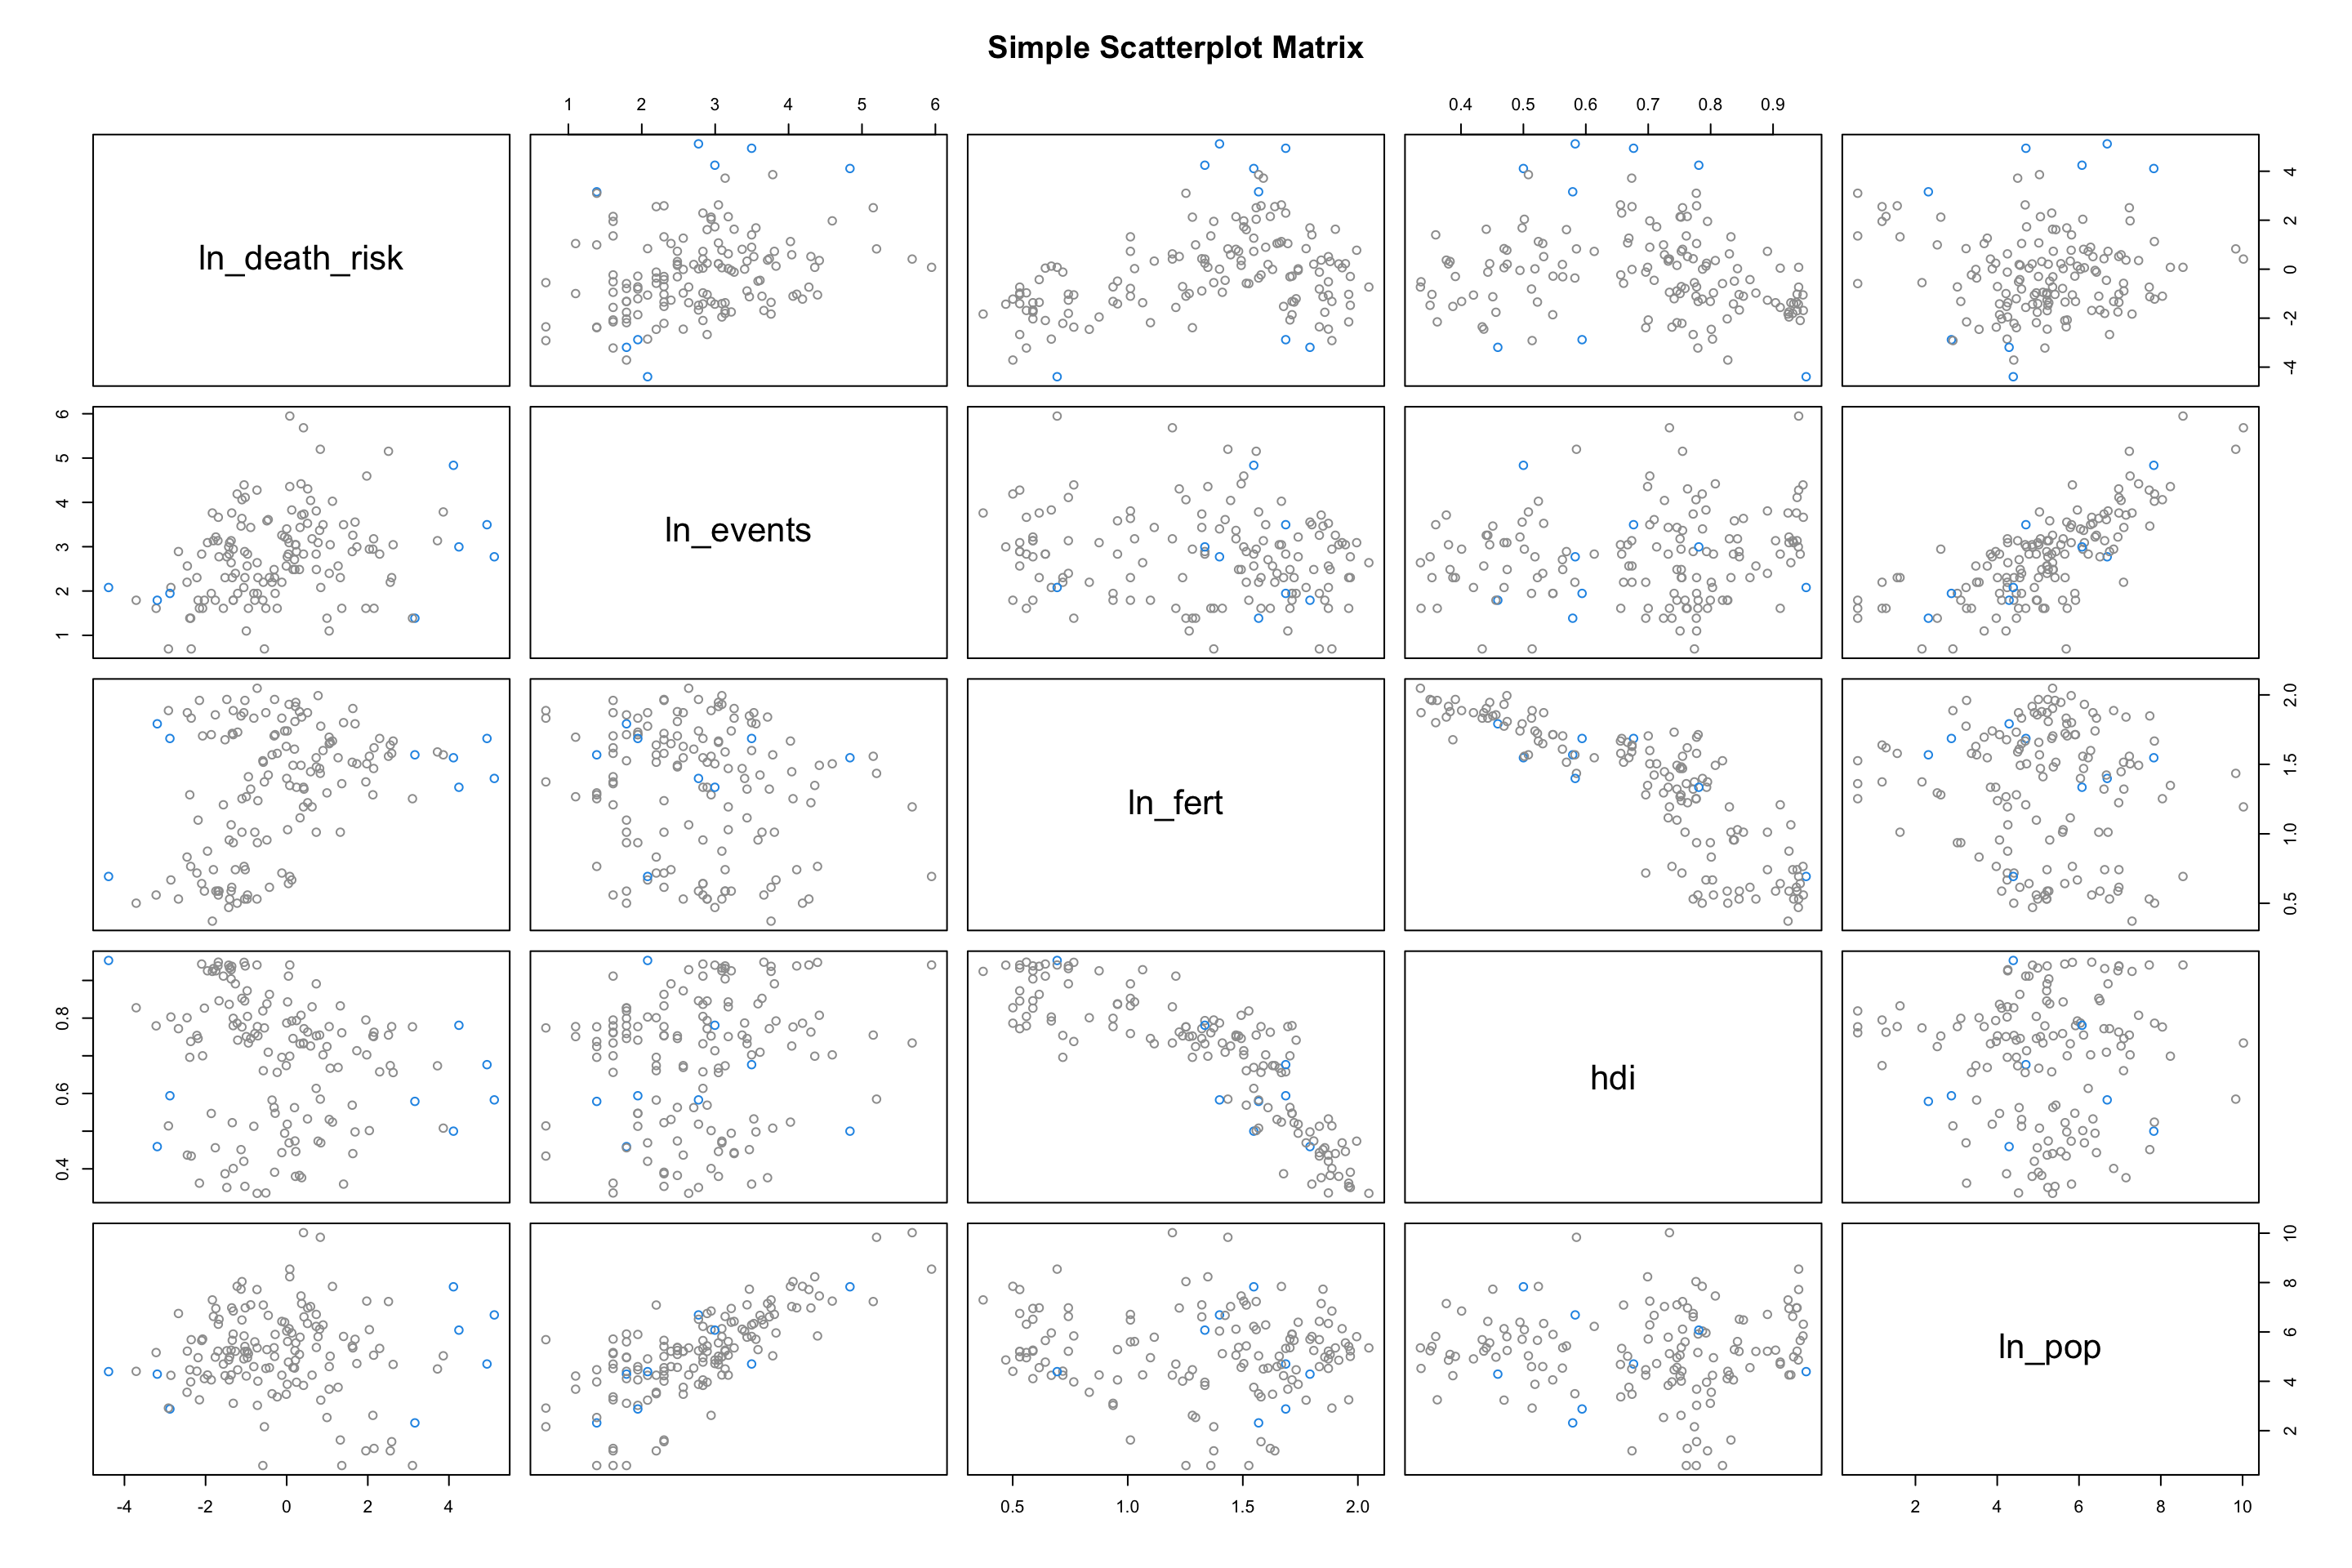 Simple Scatterplot Matrix
1 2 3 4 5 6
0.4 0.5 0.6 0.7 0.8 0.9
ln_death_risk
-4 -2 0 2 4
1 2 3 4 5 6
ln_events
ln_fert
0.5 1.0 1.5 2.0
0.4 0.6 0.8
hdi
ln_pop
2 4 6 8 10
-4 -2 0 2 4
0.5 1.0 1.5 2.0
2 4 6 8 10